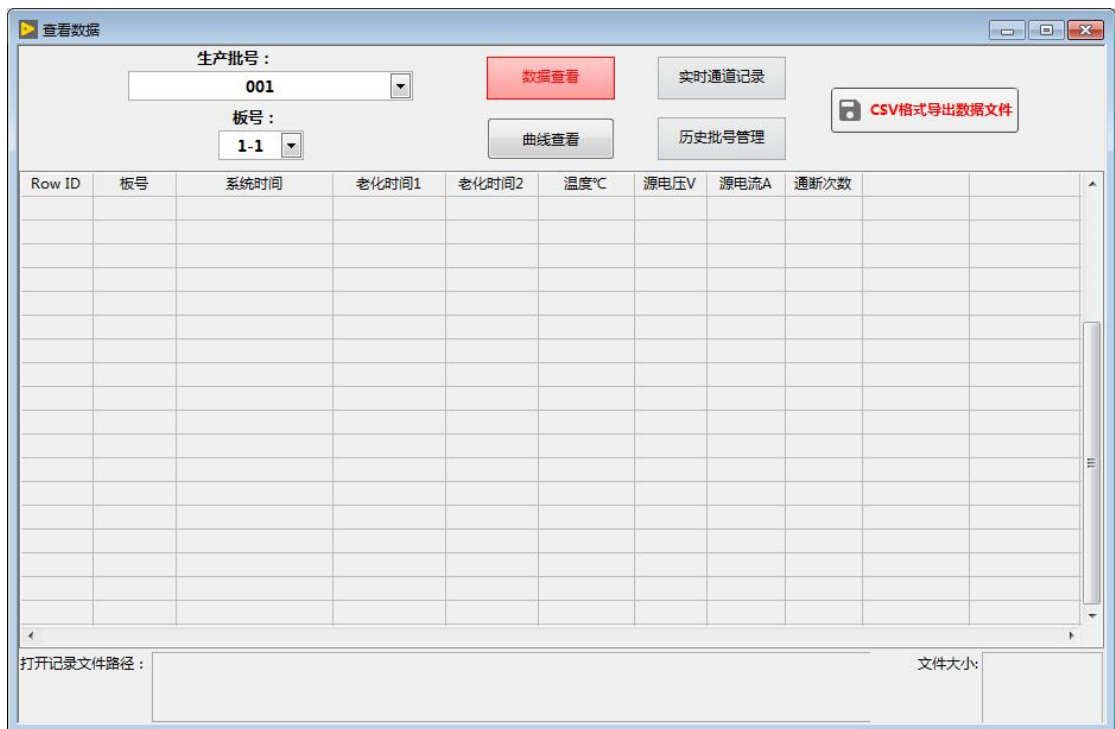 查看数据
生产批号：
001
数据查看
实时通道记录
CSV格式导出数据文件
板号：
1-1
曲线查看
历史批号管理
Row ID 板号 系统时间 老化时间1 老化时间2 温度℃ 源电压V 源电流A 通断次数
打开记录文件路径：
文件大小: